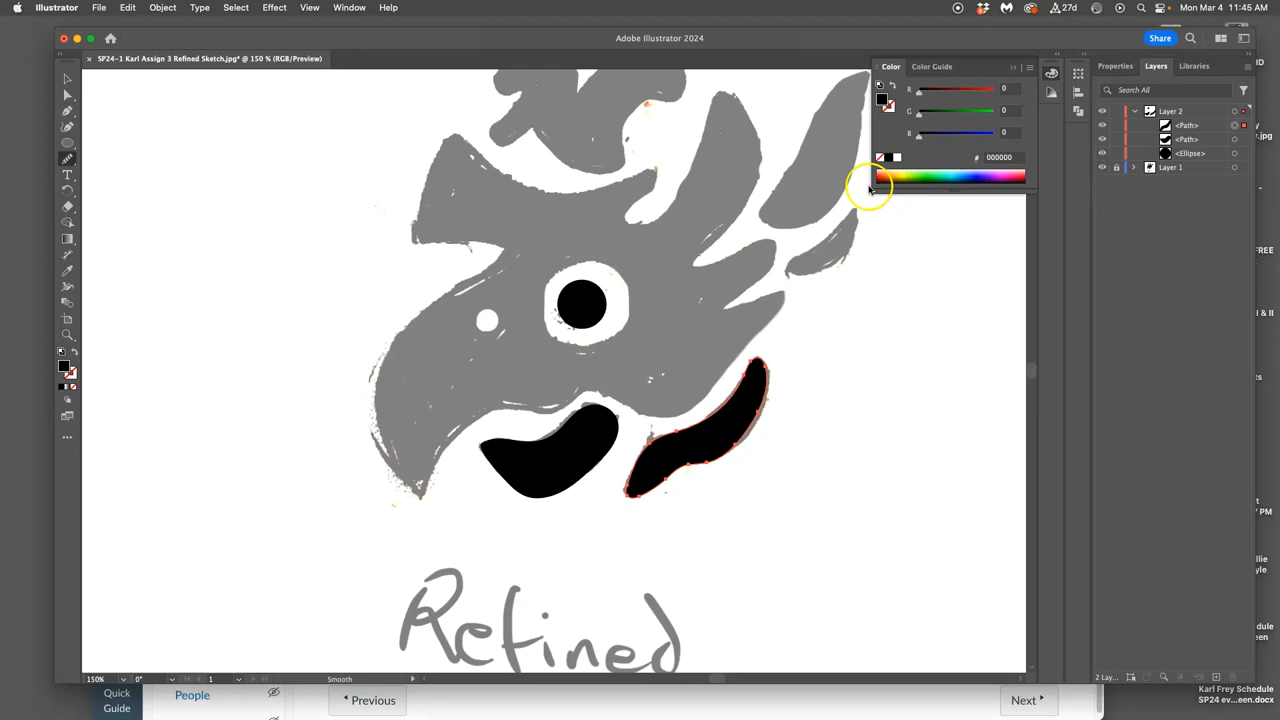 Illustrator File Edit Object Type Select Effect View Window Help
27d Mon Mar 4 11:45 AM
Adobe Illustrator 2024
Share
× SP24-1 Karl Assign 3 Refined Sketch.jpg* @ 150 % (RGB/Preview)
Color Color Guide
Properties Layers Libraries
R 0
G 0
B 0
# 000000
Search All
Layer 2
<Path>
<Path>
<Ellipse>
Layer 1
Refined
150% 0° 1 Smooth
2 Lay...
Quick
Guide
People
Previous
Next
Karl Frey Schedule
SP24 ev...een.docx